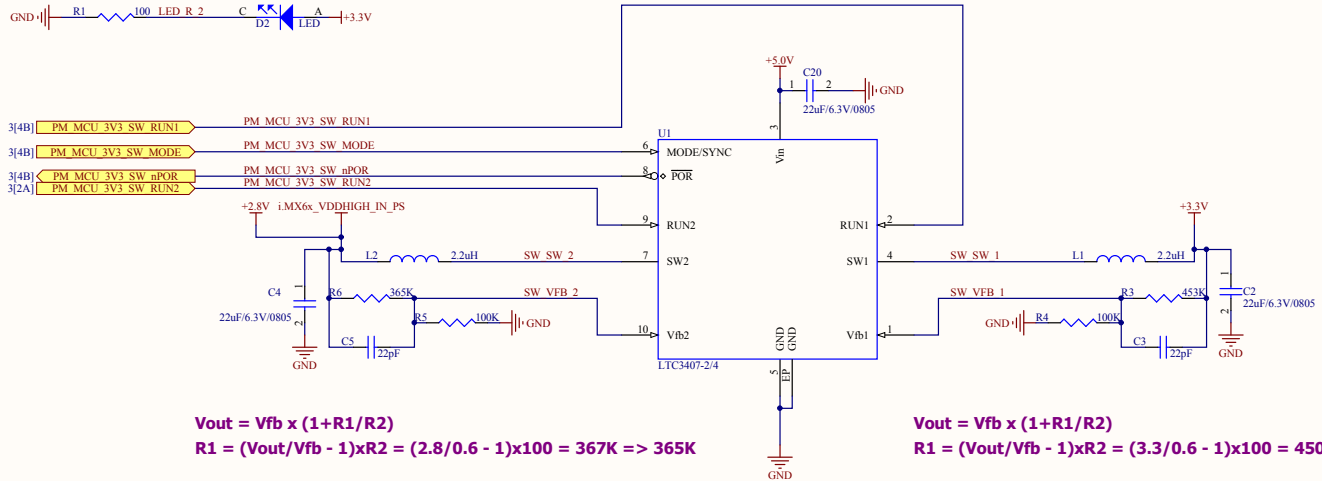 GND R1 100 LED_R_2 C D2 LED A +3.3V
+5.0V
C20
1 2 GND
22uF/6.3V/0805
3[4B] PM_MCU_3V3_SW_RUN1 PM_MCU_3V3_SW_RUN1
3
U1
3[4B] PM_MCU_3V3_SW_MODE PM_MCU_3V3_SW_MODE 6 MODE/SYNC Vin
3[4B] PM_MCU_3V3_SW_nPOR PM_MCU_3V3_SW_nPOR 8 POR
3[2A] PM_MCU_3V3_SW_RUN2 PM_MCU_3V3_SW_RUN2
+2.8V i.MX6x_VDDHIGH_IN_PS +3.3V
9 RUN2 RUN1 2
L2 2.2uH SW_SW_2 7 SW2 SW1 4 SW_SW_1 L1 2.2uH
C4 1 2
22uF/6.3V/0805
GND
R6 365K SW_VFB_2
R5 100K GND
C5 22pF
10 Vfb2 Vfb1 1
SW_VFB_1 R3 453K
GND R4 100K
C3 22pF
1 C2 2
22uF/6.3V/0805
GND
GND GND
LTC3407-2/4
5 EP
GND
Vout = Vfb x (1+R1/R2)
R1 = (Vout/Vfb - 1)xR2 = (2.8/0.6 - 1)x100 = 367K => 365K
Vout = Vfb x (1+R1/R2)
R1 = (Vout/Vfb - 1)xR2 = (3.3/0.6 - 1)x100 = 450